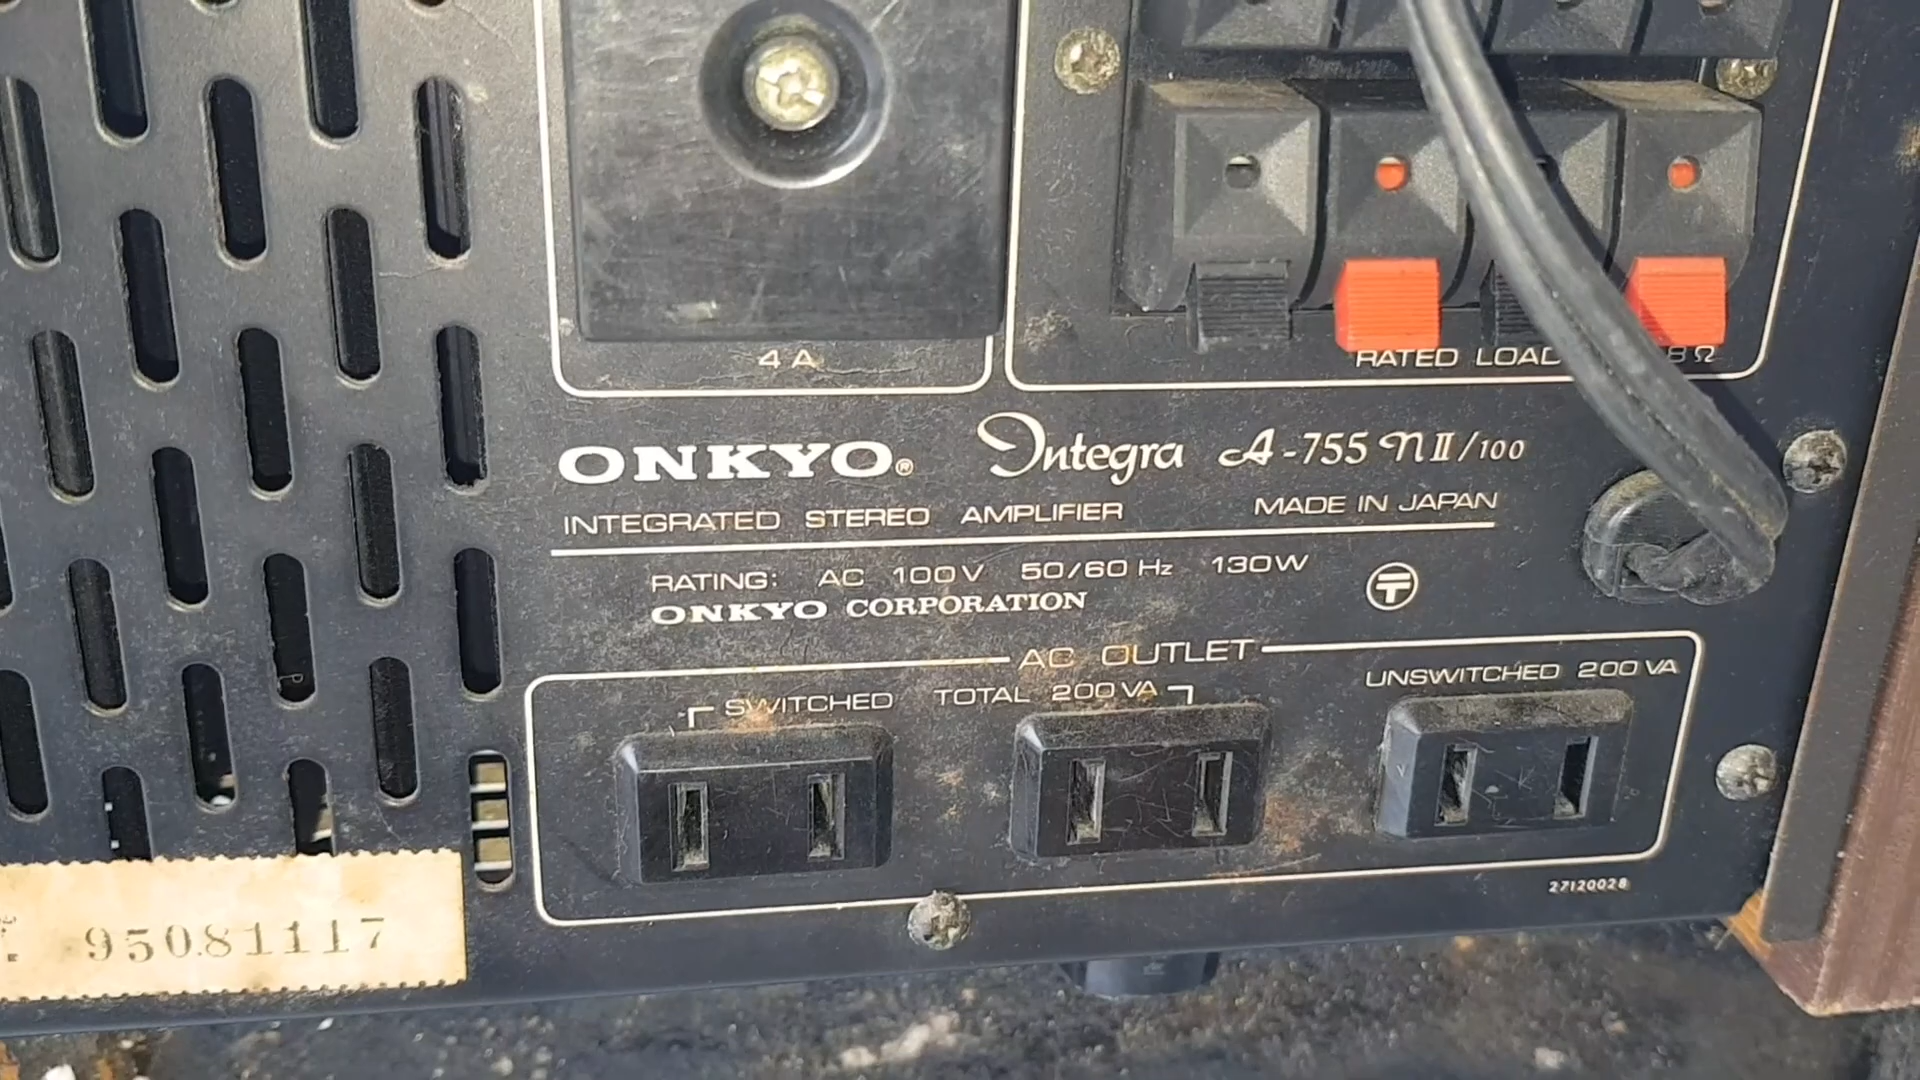 4A
RATED LOAD 8Ω
ONKYO® Integra A-755 nII/100
INTEGRATED STEREO AMPLIFIER MADE IN JAPAN
RATING: AC 100V 50/60 Hz 130W
ONKYO CORPORATION
AC OUTLET
SWITCHED TOTAL 200VA
UNSWITCHED 200VA
27120028
95081117